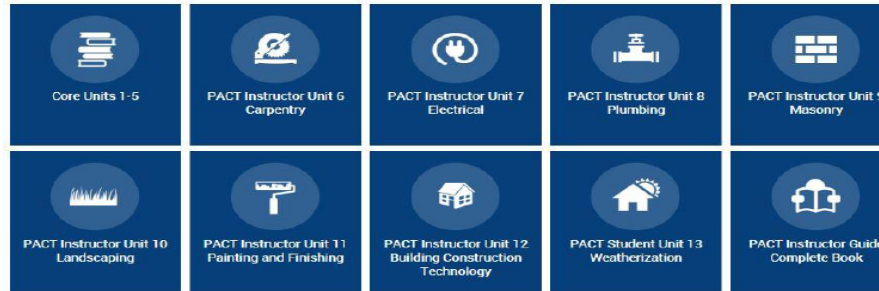 Core Units 1-5
PACT Instructor Unit 6
Carpentry
PACT Instructor Unit 7
Electrical
PACT Instructor Unit 8
Plumbing
PACT Instructor Unit 9
Masonry
PACT Instructor Unit 10
Landscaping
PACT Instructor Unit 11
Painting and Finishing
PACT Instructor Unit 12
Building Construction
Technology
PACT Student Unit 13
Weatherization
PACT Instructor Guide
Complete Book